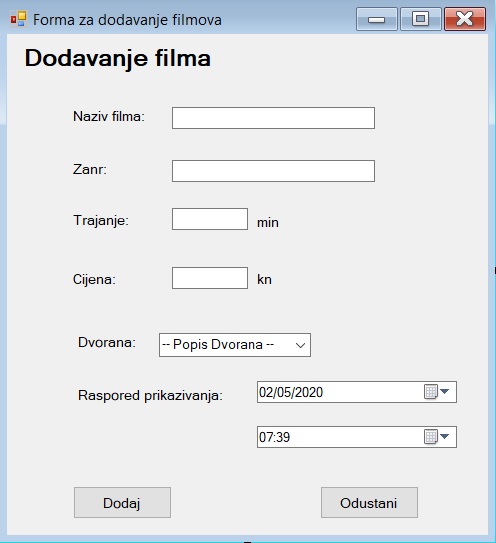 Forma za dodavanje filmova
Dodavanje filma
Naziv filma:
Zanr:
Trajanje: min
Cijena: kn
Dvorana: -- Popis Dvorana --
Raspored prikazivanja: 02/05/2020
07:39
Dodaj Odustani